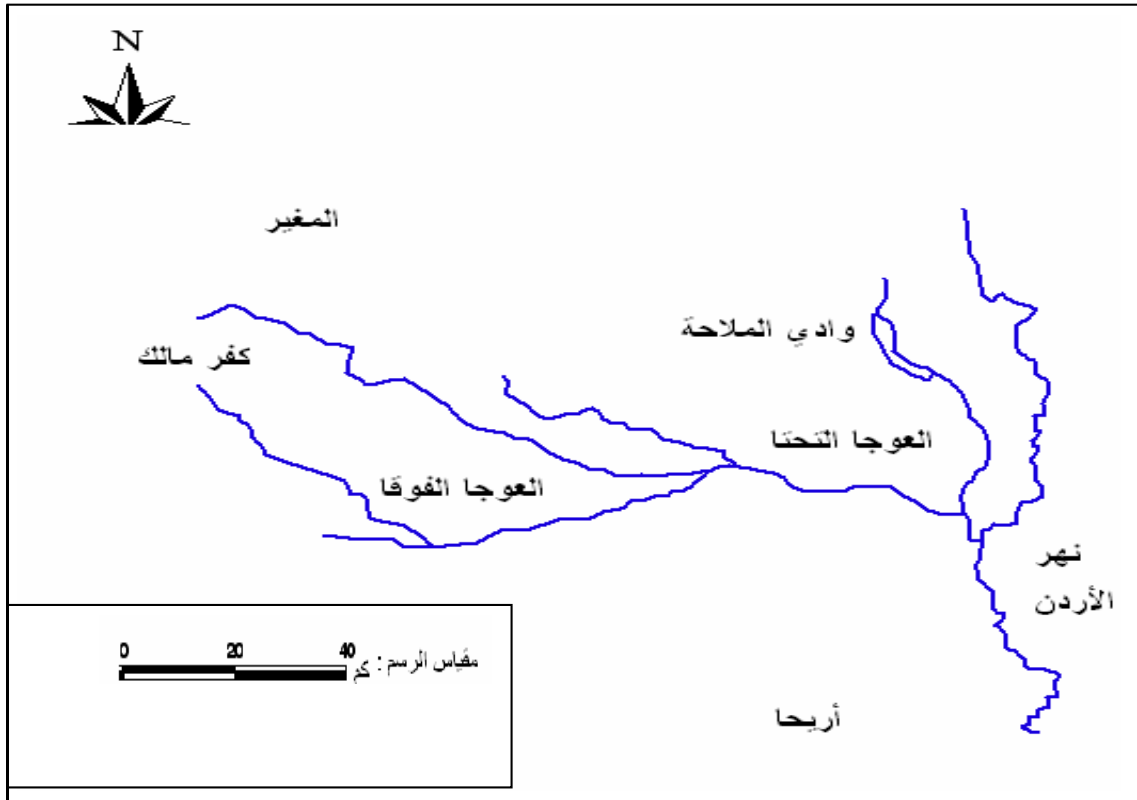 N
المغير
وادي الملاحة
كفر مالك
العوجا التحتا
العوجا الفوقا
نهر
الأردن
0 20 40
مقياس الرسم : كم
أريحا